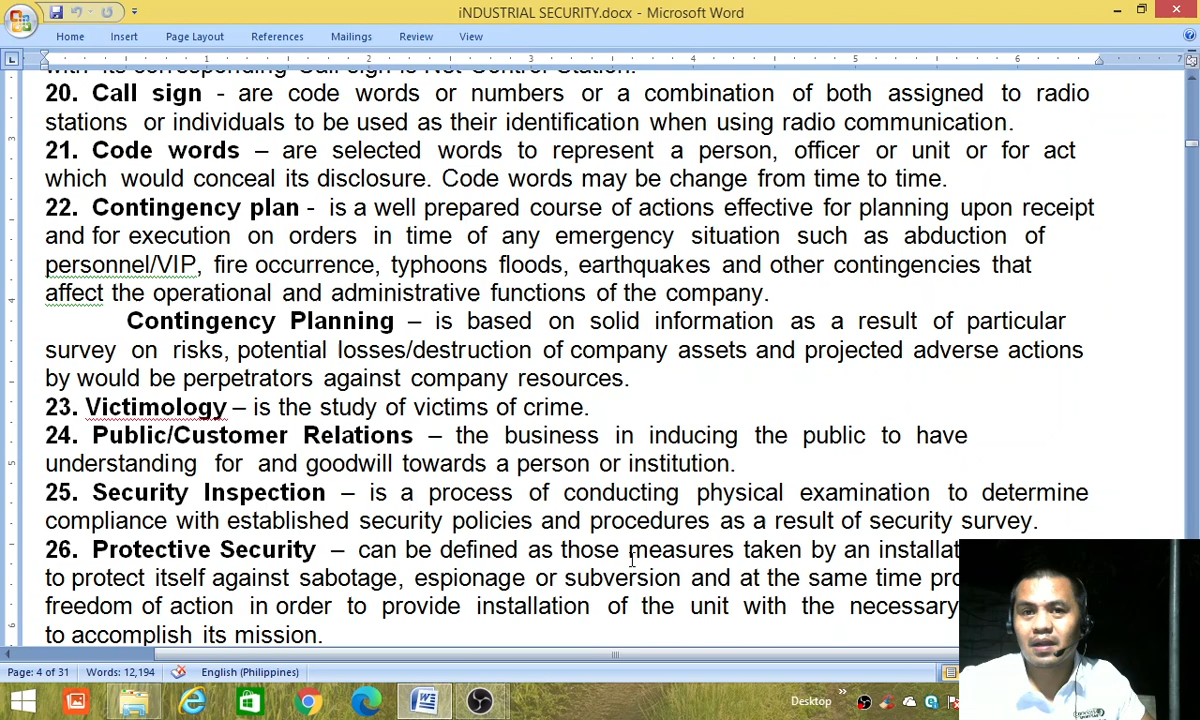 iNDUSTRIAL SECURITY.docx - Microsoft Word
Home Insert Page Layout References Mailings Review View
1 2 3 4 5 6 7
20. Call sign - are code words or numbers or a combination of both assigned to radio
stations or individuals to be used as their identification when using radio communication.
21. Code words – are selected words to represent a person, officer or unit or for act
which would conceal its disclosure. Code words may be change from time to time.
22. Contingency plan - is a well prepared course of actions effective for planning upon receipt
and for execution on orders in time of any emergency situation such as abduction of
personnel/VIP, fire occurrence, typhoons floods, earthquakes and other contingencies that
affect the operational and administrative functions of the company.
Contingency Planning – is based on solid information as a result of particular
survey on risks, potential losses/destruction of company assets and projected adverse actions
by would be perpetrators against company resources.
23. Victimology – is the study of victims of crime.
24. Public/Customer Relations – the business in inducing the public to have
understanding for and goodwill towards a person or institution.
25. Security Inspection – is a process of conducting physical examination to determine
compliance with established security policies and procedures as a result of security survey.
26. Protective Security – can be defined as those measures taken by an
to protect itself against sabotage, espionage or subversion and at the same time
freedom of action in order to provide installation of the unit with the necessary
to accomplish its mission.
Page: 4 of 31 Words: 12,194 English (Philippines)
Desktop